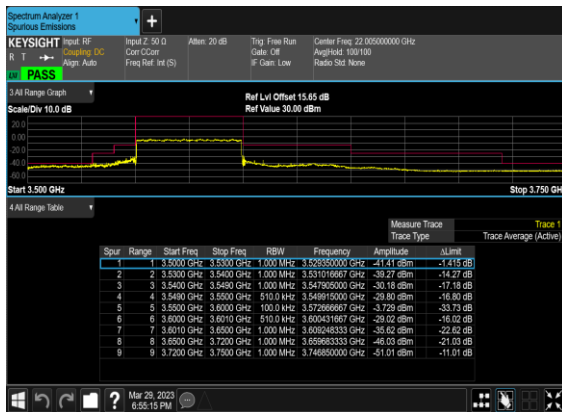 Spectrum Analyzer 1
Spurious Emissions
KEYSIGHT Input: RF Input Z: 50 Ω Atten: 20 dB Trig: Free Run Center Freq: 22.005000000 GHz
R T Coupling: DC Corr CCorr Gate: Off Avg|Hold: 100/100
Align: Auto Freq Ref: Int (S) IF Gain: Low Radio Std: None
PASS
3 All Range Graph
Ref Lvl Offset 15.65 dB
Scale/Div 10.0 dB Ref Value 30.00 dBm
20.0
0.00
-20.0
-40.0
-60.0
Start 3.500 GHz Stop 3.750 GH
4 All Range Table
Measure Trace Trace 1
Trace Type Trace Average (Active)
Spur Range Start Freq Stop Freq RBW Frequency Amplitude ΔLimit
1 1 3.5000 GHz 3.5300 GHz 1.000 MHz 3.529350000 GHz -41.41 dBm -1.415 dB
2 2 3.5300 GHz 3.5400 GHz 1.000 MHz 3.531016667 GHz -39.27 dBm -14.27 dB
3 3 3.5400 GHz 3.5490 GHz 1.000 MHz 3.547905000 GHz -30.18 dBm -17.18 dB
4 4 3.5490 GHz 3.5500 GHz 510.0 kHz 3.549915000 GHz -29.80 dBm -16.80 dB
5 5 3.5500 GHz 3.6000 GHz 100.0 kHz 3.572666667 GHz -3.729 dBm -33.73 dB
6 6 3.6000 GHz 3.6010 GHz 510.0 kHz 3.600431667 GHz -29.02 dBm -16.02 dB
7 7 3.6010 GHz 3.6500 GHz 1.000 MHz 3.609248333 GHz -35.62 dBm -22.62 dB
8 8 3.6500 GHz 3.7200 GHz 1.000 MHz 3.659683333 GHz -46.03 dBm -21.03 dB
9 9 3.7200 GHz 3.7500 GHz 1.000 MHz 3.746850000 GHz -51.01 dBm -11.01 dB
Mar 29, 2023
6:55:15 PM